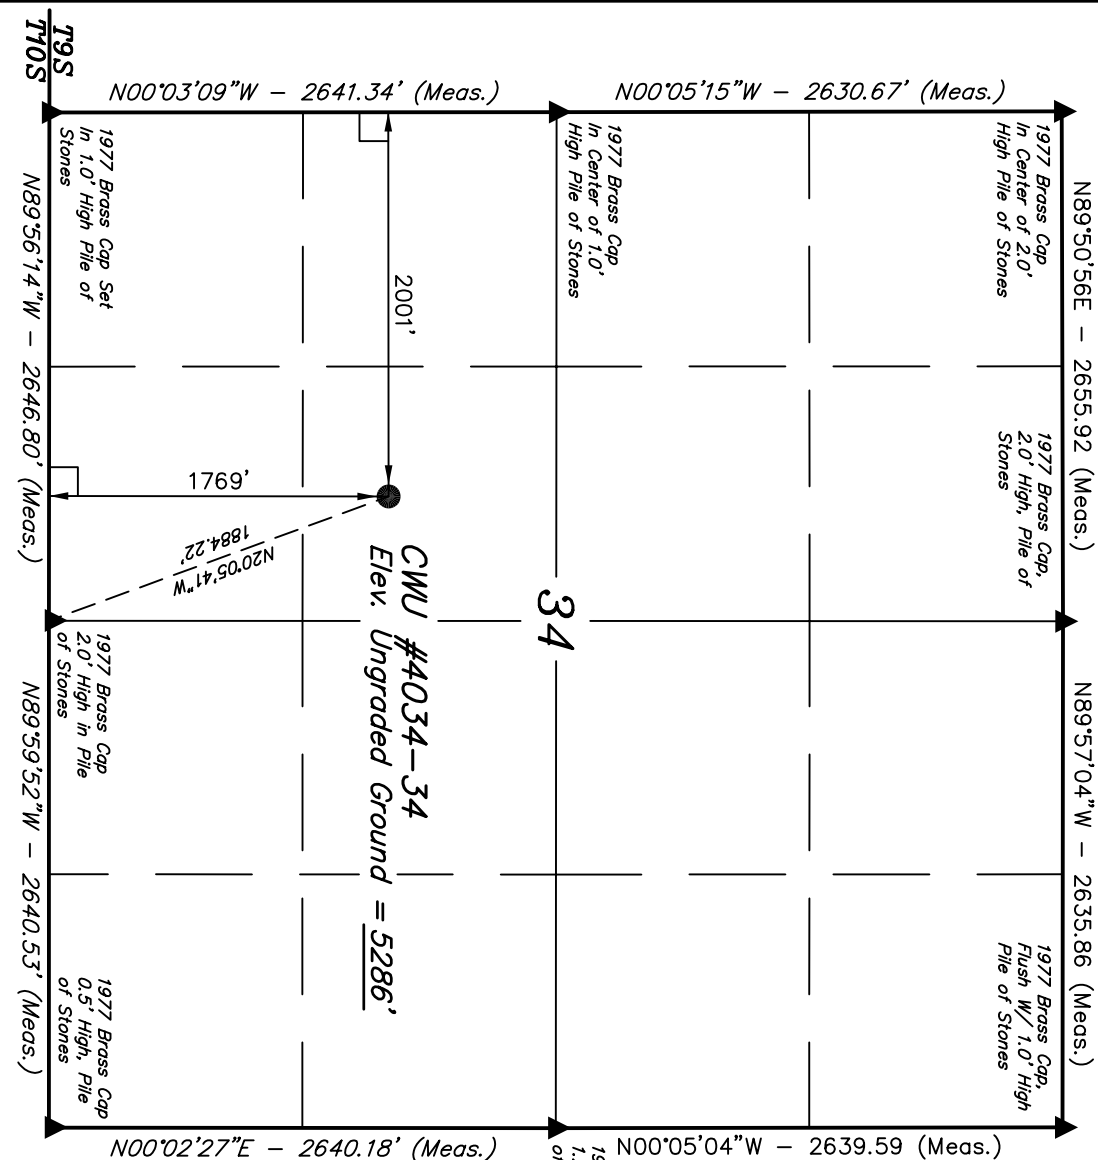 T9S
T10S
N00°03'09"W - 2641.34' (Meas.)
N00°05'15"W - 2630.67' (Meas.)
N89°50'56E - 2655.92 (Meas.)
N89°57'04"W - 2635.86 (Meas.)
1977 Brass Cap
In Center of 2.0'
High Pile of Stones
1977 Brass Cap,
2.0' High, Pile of
Stones
1977 Brass Cap,
Flush W/ 1.0' High
Pile of Stones
1977 Brass Cap
In Center of 1.0'
High Pile of Stones
34
CWU #4034-34
Elev. Ungraded Ground = 5286'
2001'
1769'
1884.22'
N20°05'41"W
1977 Brass Cap Set
In 1.0' High Pile of
Stones
1977 Brass Cap
2.0' High in Pile
of Stones
1977 Brass Cap
0.5' High, Pile
of Stones
N89°56'14"W - 2646.80' (Meas.)
N89°59'52"W - 2640.53' (Meas.)
N00°02'27"E - 2640.18' (Meas.)
N00°05'04"W - 2639.59 (Meas.)